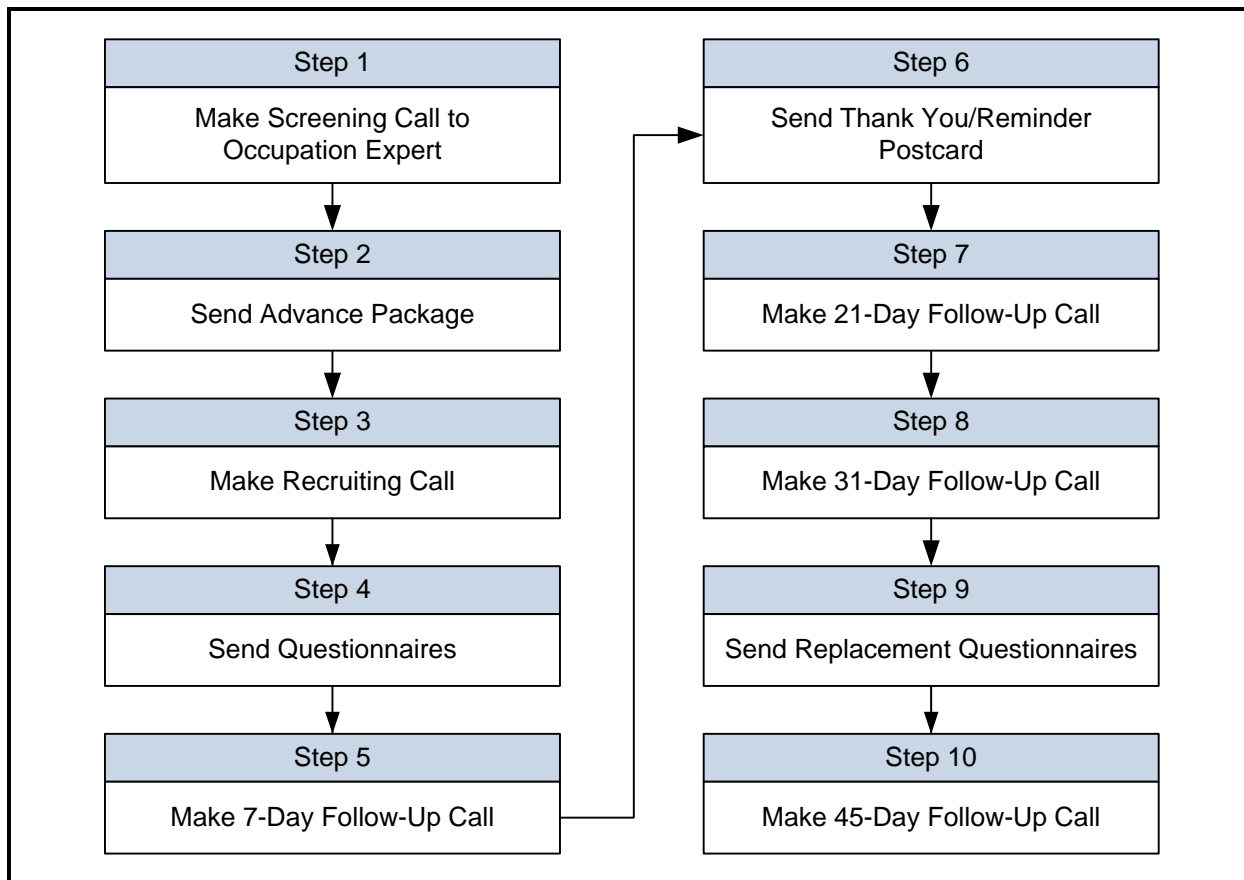 Step 1
Make Screening Call to
Occupation Expert
Step 2
Send Advance Package
Step 3
Make Recruiting Call
Step 4
Send Questionnaires
Step 5
Make 7-Day Follow-Up Call
Step 6
Send Thank You/Reminder
Postcard
Step 7
Make 21-Day Follow-Up Call
Step 8
Make 31-Day Follow-Up Call
Step 9
Send Replacement Questionnaires
Step 10
Make 45-Day Follow-Up Call